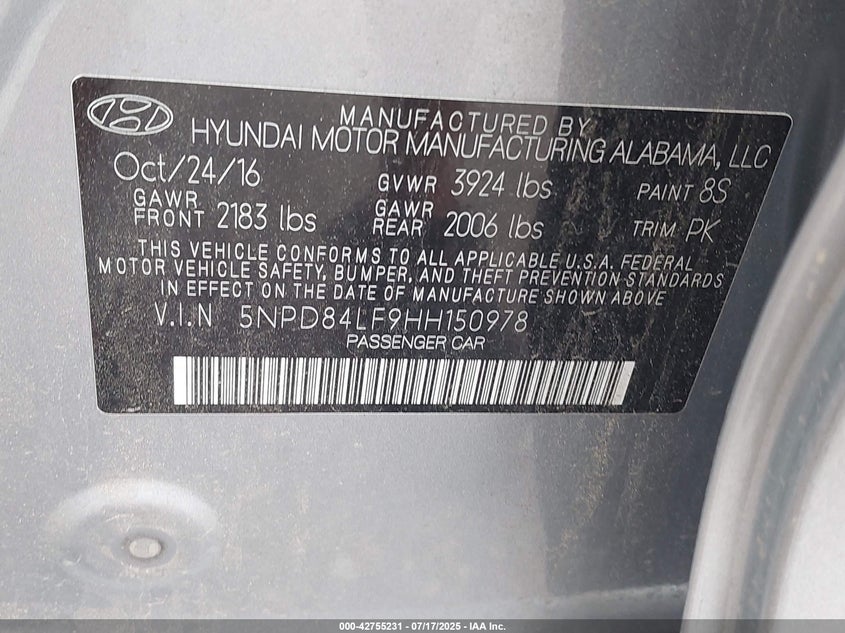 MANUFACTURED BY
HYUNDAI MOTOR MANUFACTURING ALABAMA, LLC
Oct/24/16 GVWR 3924 lbs PAINT 8S
GAWR FRONT 2183 lbs GAWR REAR 2006 lbs TRIM PK
THIS VEHICLE CONFORMS TO ALL APPLICABLE U.S.A. FEDERAL
MOTOR VEHICLE SAFETY, BUMPER, AND THEFT PREVENTION STANDARDS
IN EFFECT ON THE DATE OF MANUFACTURE SHOWN ABOVE
V.I.N 5NPD84LF9HH150978
PASSENGER CAR
000-42755231 - 07/17/2025 - IAA Inc.